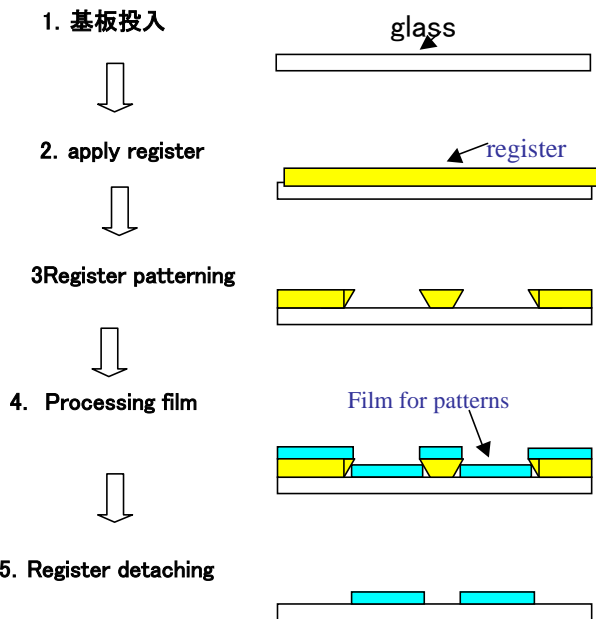 1. 基板投入
glass
2. apply register
register
3Register patterning
4. Processing film
Film for patterns
5. Register detaching